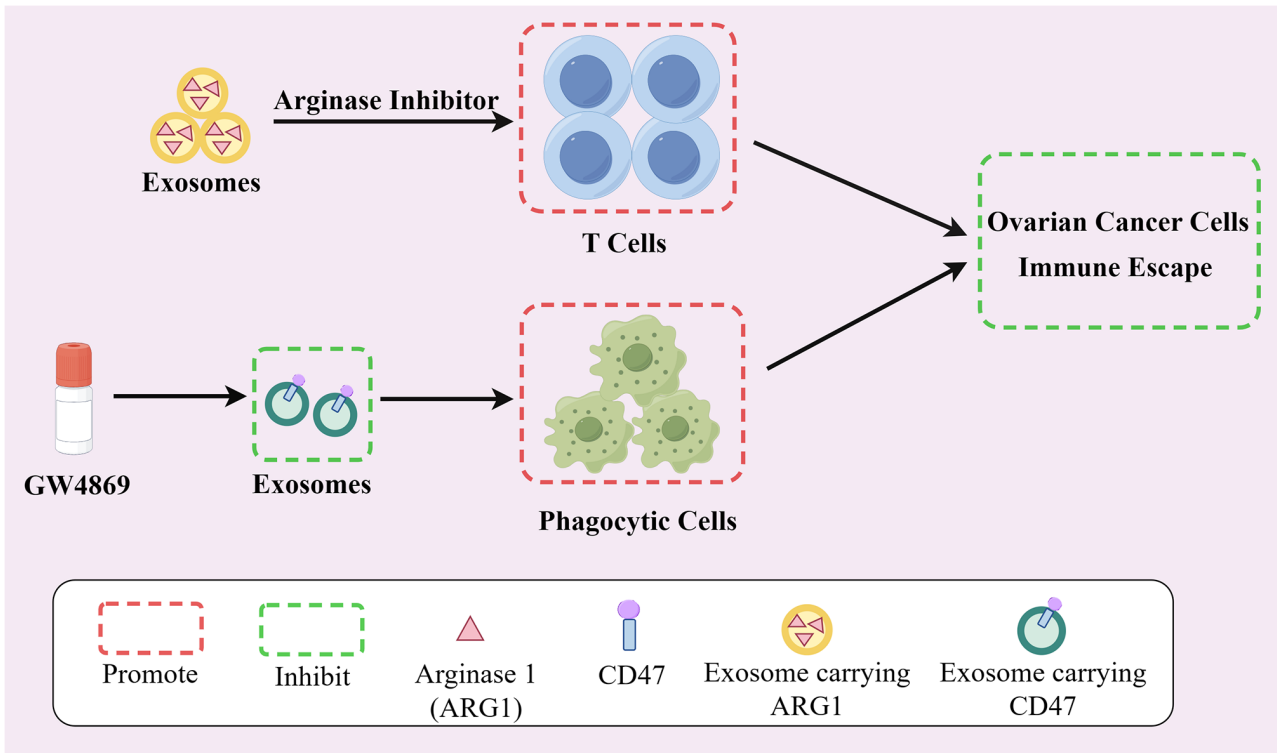 Arginase Inhibitor
Exosomes
T Cells
Ovarian Cancer Cells
Immune Escape
GW4869
Exosomes
Phagocytic Cells
Promote
Inhibit
Arginase 1
(ARG1)
CD47
Exosome carrying
ARG1
Exosome carrying
CD47